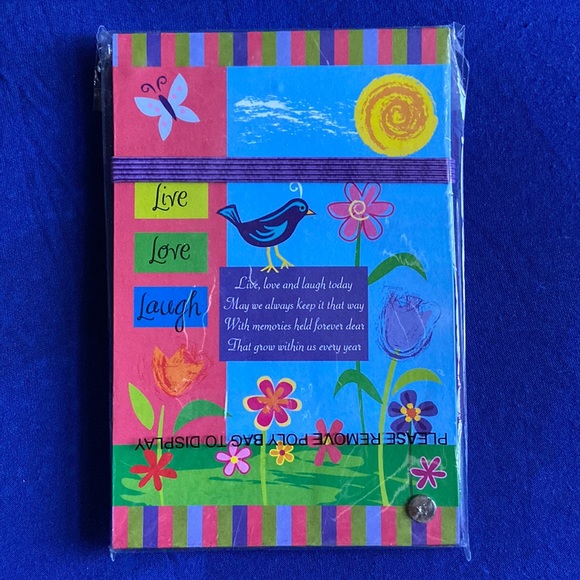 Live
Love
Laugh
Live, love and laugh today
May we always keep it that way
With memories held forever dear
That grow within us every year
PLEASE REMOVE POLY BAG TO DISPLAY